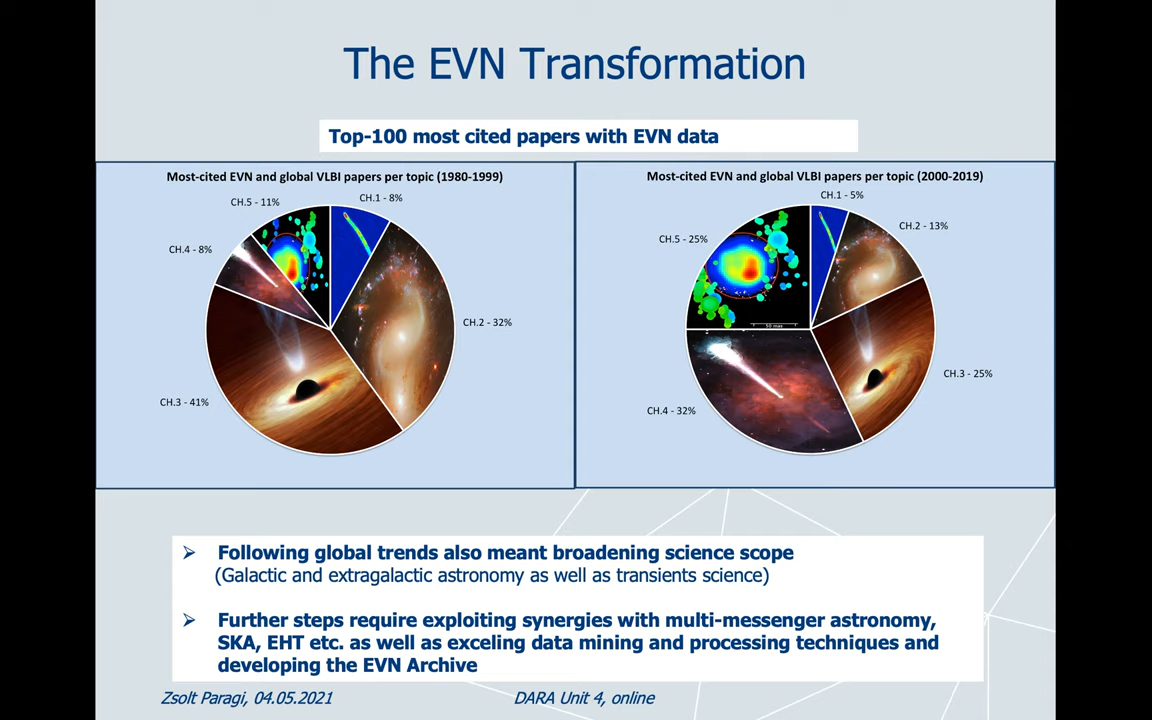 The EVN Transformation
Top-100 most cited papers with EVN data
Most-cited EVN and global VLBI papers per topic (1980-1999)
CH.5 - 11%
CH.1 - 8%
CH.4 - 8%
CH.2 - 32%
CH.3 - 41%
Most-cited EVN and global VLBI papers per topic (2000-2019)
CH.1 - 5%
CH.2 - 13%
CH.5 - 25%
50 mas
CH.3 - 25%
CH.4 - 32%
Following global trends also meant broadening science scope
(Galactic and extragalactic astronomy as well as transients science)
Further steps require exploiting synergies with multi-messenger astronomy,
SKA, EHT etc. as well as exceling data mining and processing techniques and
developing the EVN Archive
Zsolt Paragi, 04.05.2021
DARA Unit 4, online